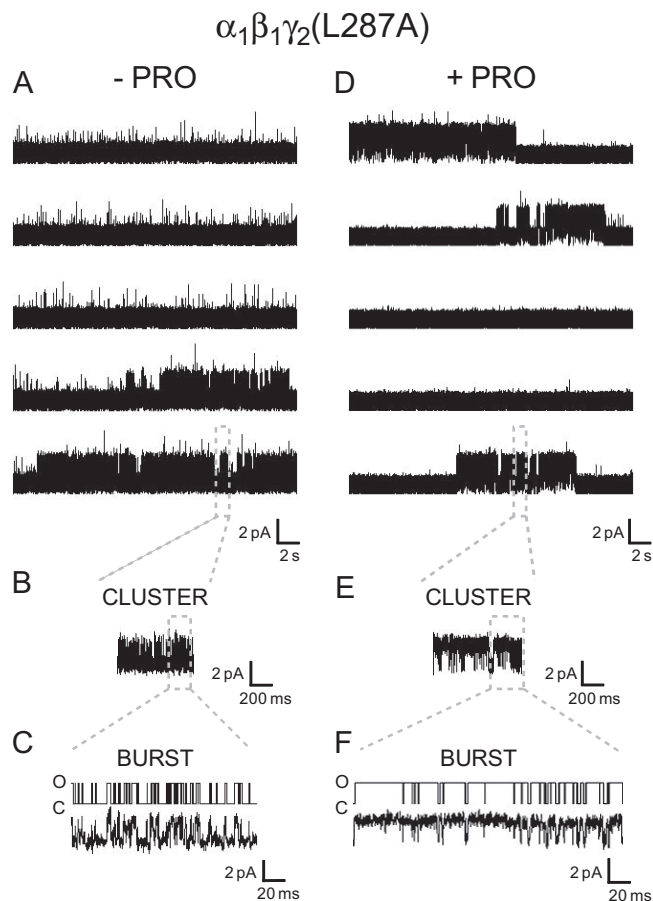 α1β1γ2(L287A)
A - PRO
D + PRO
2 pA
2 s
2 pA
2 s
B CLUSTER
2 pA
200 ms
E CLUSTER
2 pA
200 ms
C BURST
O
C
2 pA
20 ms
F BURST
O
C
2 pA
20 ms